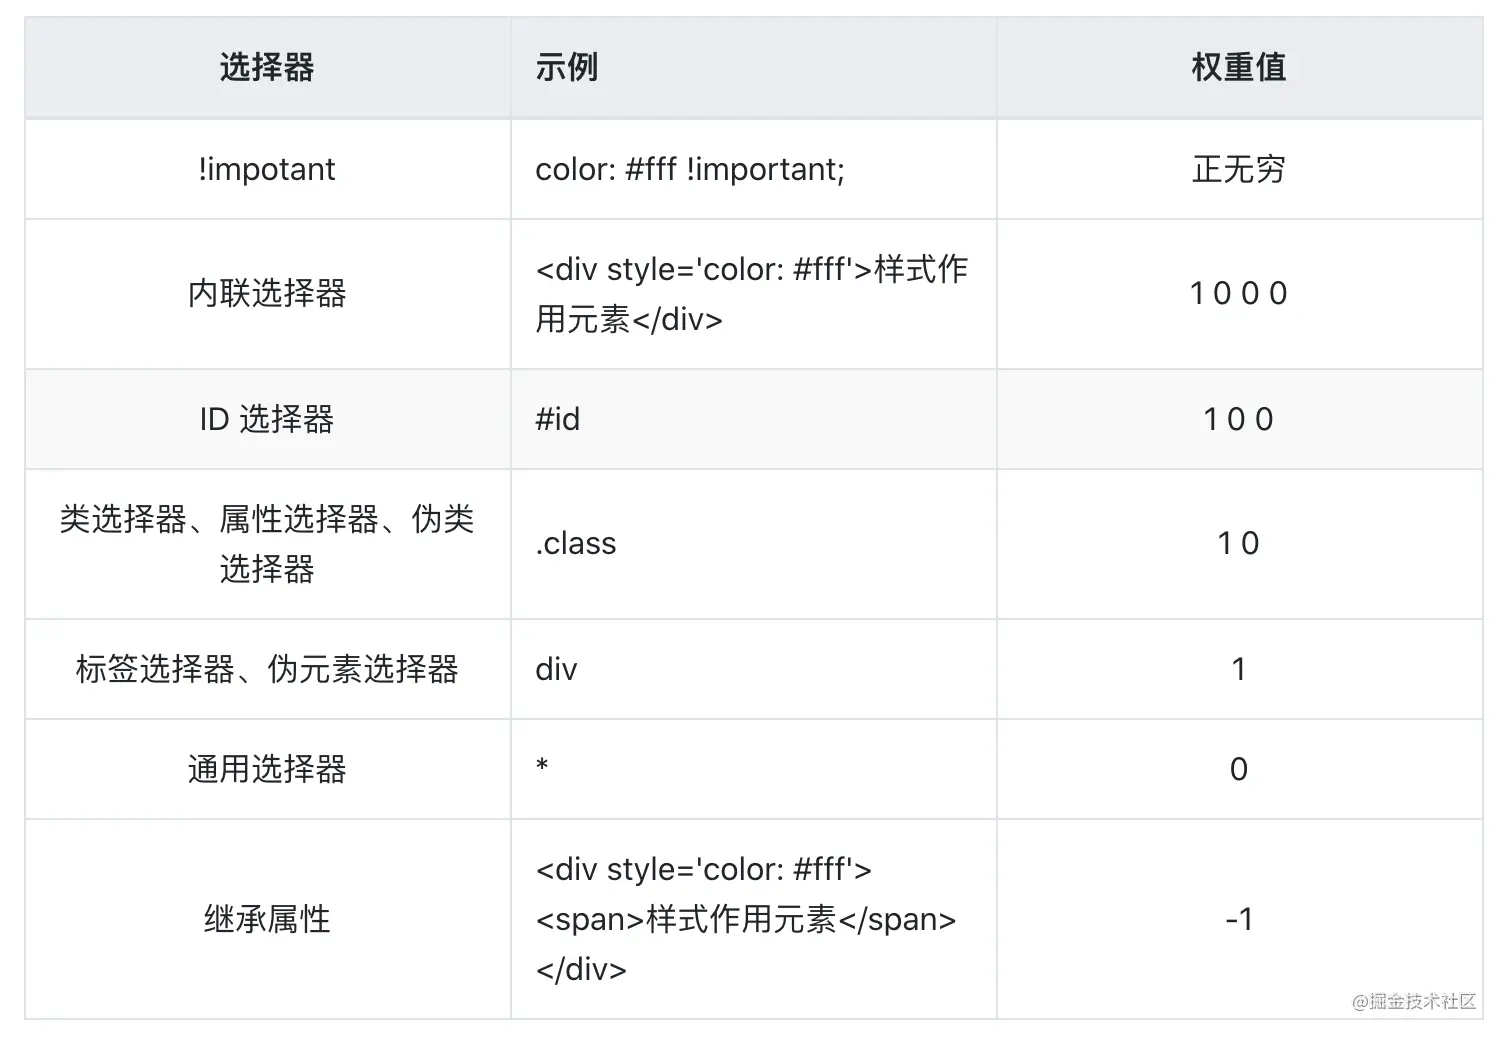 选择器 示例 权重值
!impotant color: #fff !important; 正无穷
内联选择器 <div style='color: #fff'>样式作
用元素</div> 1 0 0 0
ID 选择器 #id 1 0 0
类选择器、属性选择器、伪类
选择器 .class 1 0
标签选择器、伪元素选择器 div 1
通用选择器 * 0
继承属性 <div style='color: #fff'>
<span>样式作用元素</span>
</div> -1
@掘金技术社区